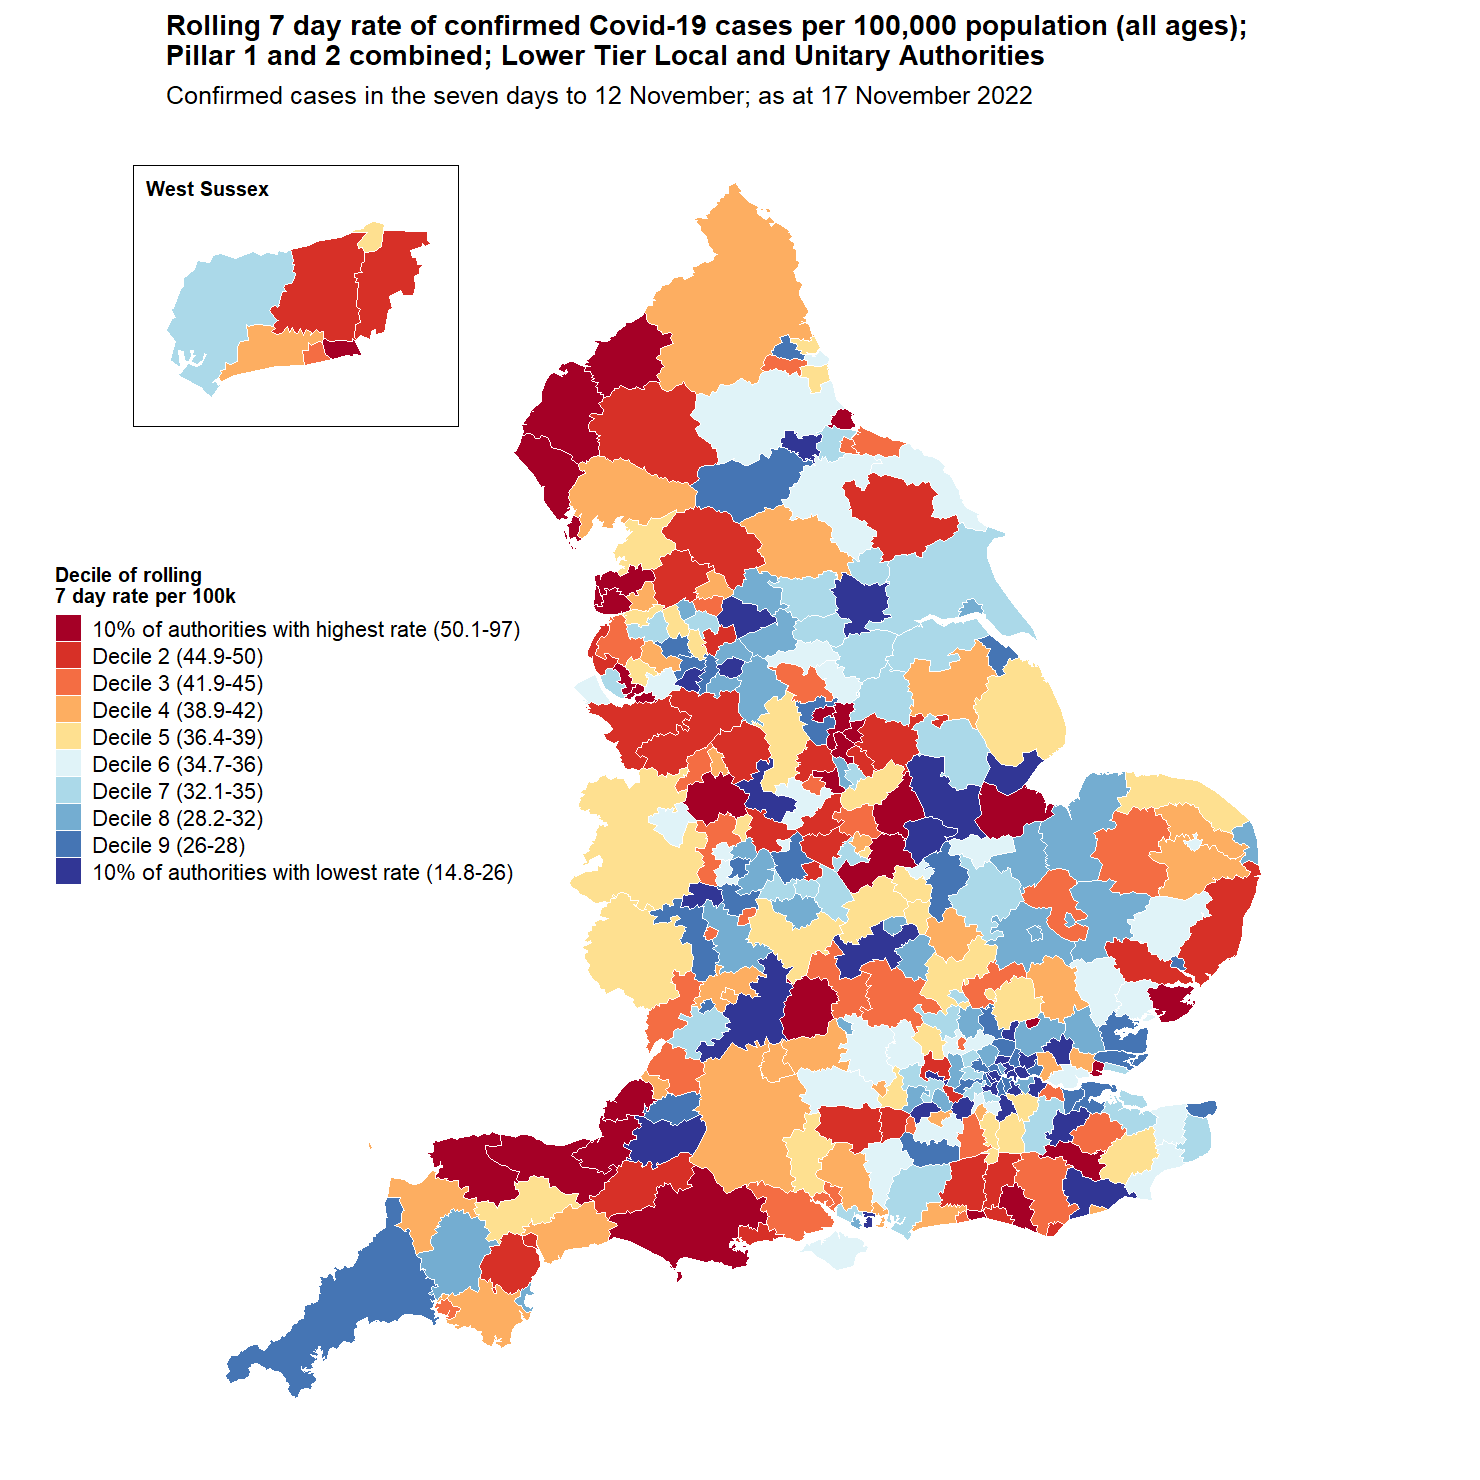 Rolling 7 day rate of confirmed Covid-19 cases per 100,000 population (all ages);
Pillar 1 and 2 combined; Lower Tier Local and Unitary Authorities
Confirmed cases in the seven days to 12 November; as at 17 November 2022
West Sussex
Decile of rolling
7 day rate per 100k
10% of authorities with highest rate (50.1-97)
Decile 2 (44.9-50)
Decile 3 (41.9-45)
Decile 4 (38.9-42)
Decile 5 (36.4-39)
Decile 6 (34.7-36)
Decile 7 (32.1-35)
Decile 8 (28.2-32)
Decile 9 (26-28)
10% of authorities with lowest rate (14.8-26)